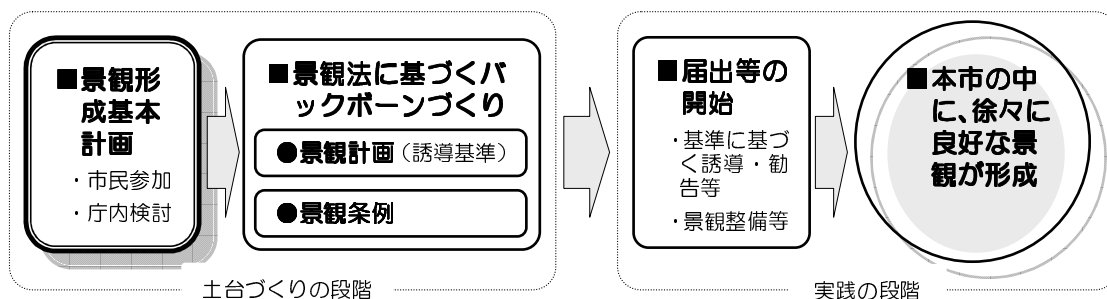 ■景観形
成基本
計画
・市民参加
・庁内検討
■景観法に基づくバ
ックボーンづくり
●景観計画（誘導基準）
●景観条例
土台づくりの段階
■届出等の
開始
・基準に基づ
く誘導・勧
告等
・景観整備等
■本市の中
に、徐々に
良好な景
観が形成
実践の段階